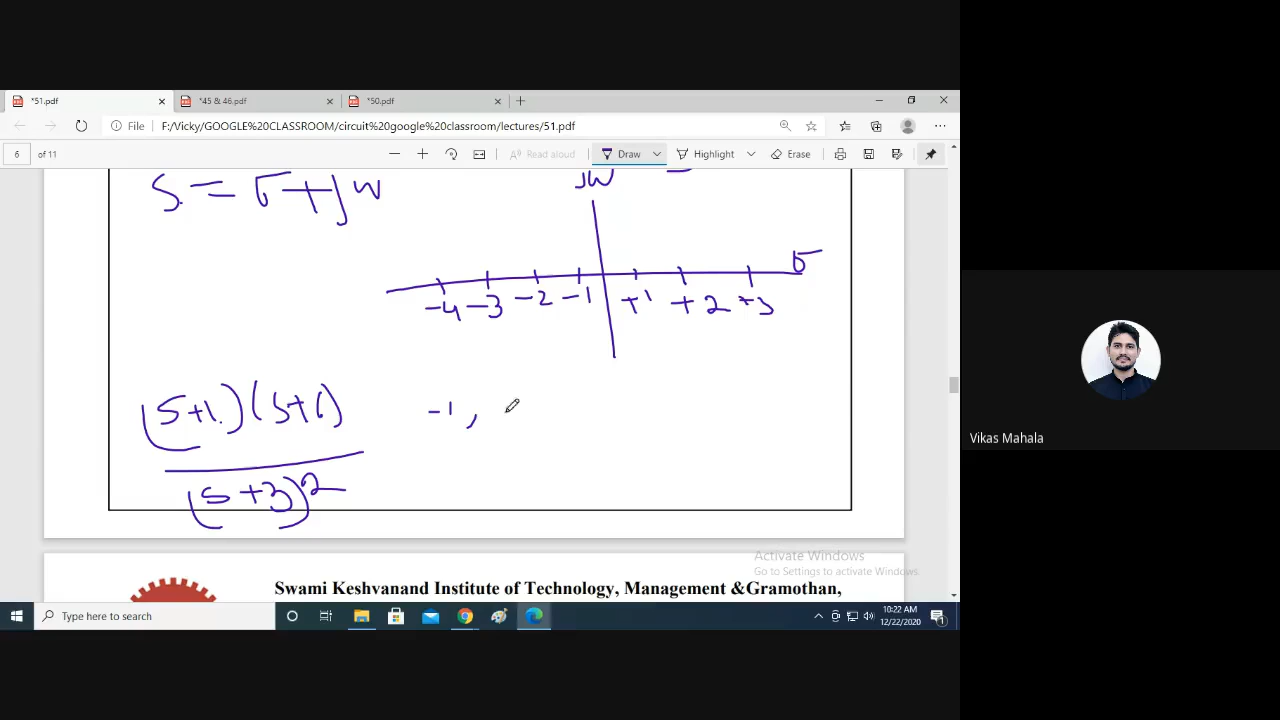 *51.pdf
*45 & 46.pdf
*50.pdf
File
F:/Vicky/GOOGLE%20CLASSROOM/circuit%20google%20classroom/lectures/51.pdf
6 of 11
Read aloud
Draw
Highlight
Erase
S = σ + jω
jω
σ
-4 -3 -2 -1 +1 +2 +3
(S+1)(S+6)
-1,
(S+3)2
Vikas Mahala
Activate Windows
Go to Settings to activate Windows.
Swami Keshvanand Institute of Technology, Management &Gramothan,
Type here to search
10:22 AM
12/22/2020
1